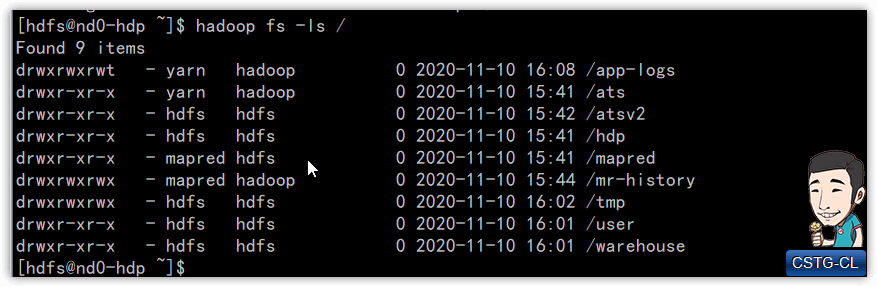 [hdfs@nd0-hdp ~]$ hadoop fs -ls /
Found 9 items
drwxrwxrwt   - yarn   hadoop          0 2020-11-10 16:08 /app-logs
drwxr-xr-x   - yarn   hadoop          0 2020-11-10 15:41 /ats
drwxr-xr-x   - hdfs   hdfs            0 2020-11-10 15:42 /atsv2
drwxr-xr-x   - hdfs   hdfs            0 2020-11-10 15:41 /hdp
drwxr-xr-x   - mapred hdfs            0 2020-11-10 15:41 /mapred
drwxrwxrwx   - mapred hadoop          0 2020-11-10 15:44 /mr-history
drwxrwxrwx   - hdfs   hdfs            0 2020-11-10 16:02 /tmp
drwxr-xr-x   - hdfs   hdfs            0 2020-11-10 16:01 /user
drwxr-xr-x   - hdfs   hdfs            0 2020-11-10 16:01 /warehouse
[hdfs@nd0-hdp ~]$
CSTG-CL